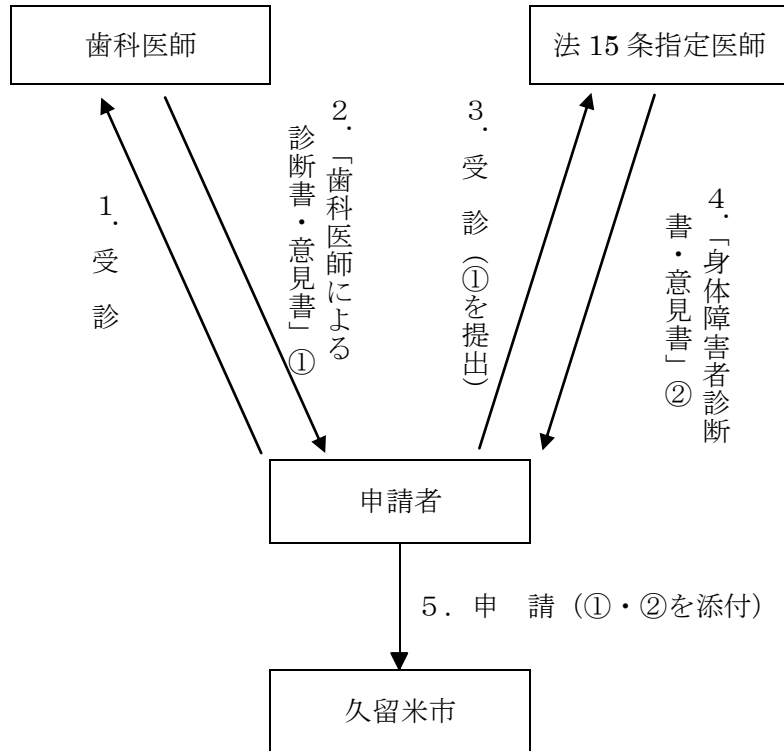 歯科医師
法 15 条指定医師
1．受　診
2．「歯科医師による
診断書・意見書」①
3．受　診（①を提出）
4．「身体障害者診断
書・意見書」②
申請者
５．申　請（①・②を添付）
久留米市